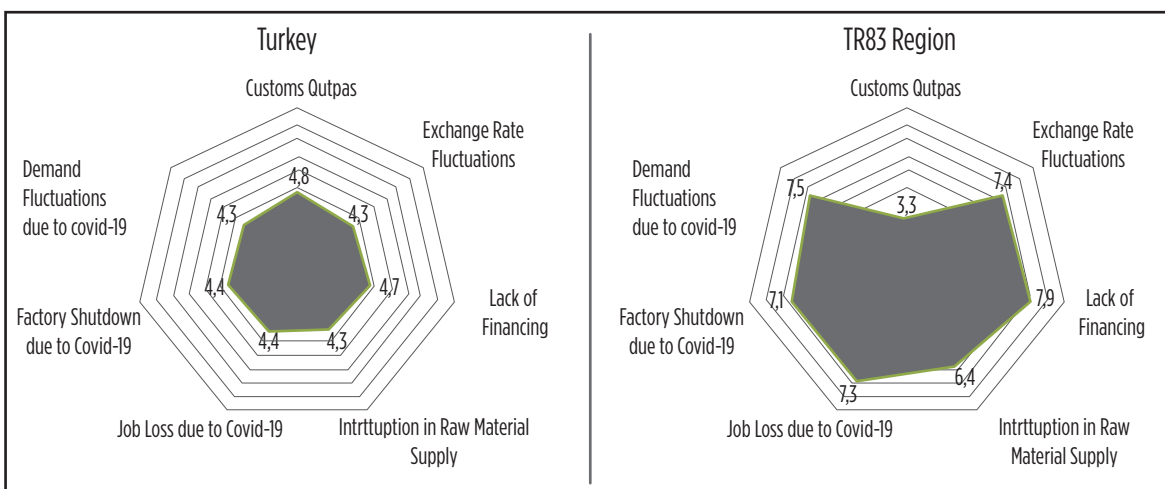 Turkey
Customs Qutpas
Exchange Rate
Fluctuations
Demand
Fluctuations
due to covid-19
4,8
4,3
4,3
4,4
4,7
Lack of
Financing
Factory Shutdown
due to Covid-19
4,4
4,3
Job Loss due to Covid-19
Intrttuption in Raw Material
Supply
TR83 Region
Customs Qutpas
Exchange Rate
Fluctuations
Demand
Fluctuations
due to covid-19
7,5
7,4
3,3
7,1
7,9
Lack of
Financing
Factory Shutdown
due to Covid-19
7,3
6,4
Job Loss due to Covid-19
Intrttuption in Raw
Material Supply